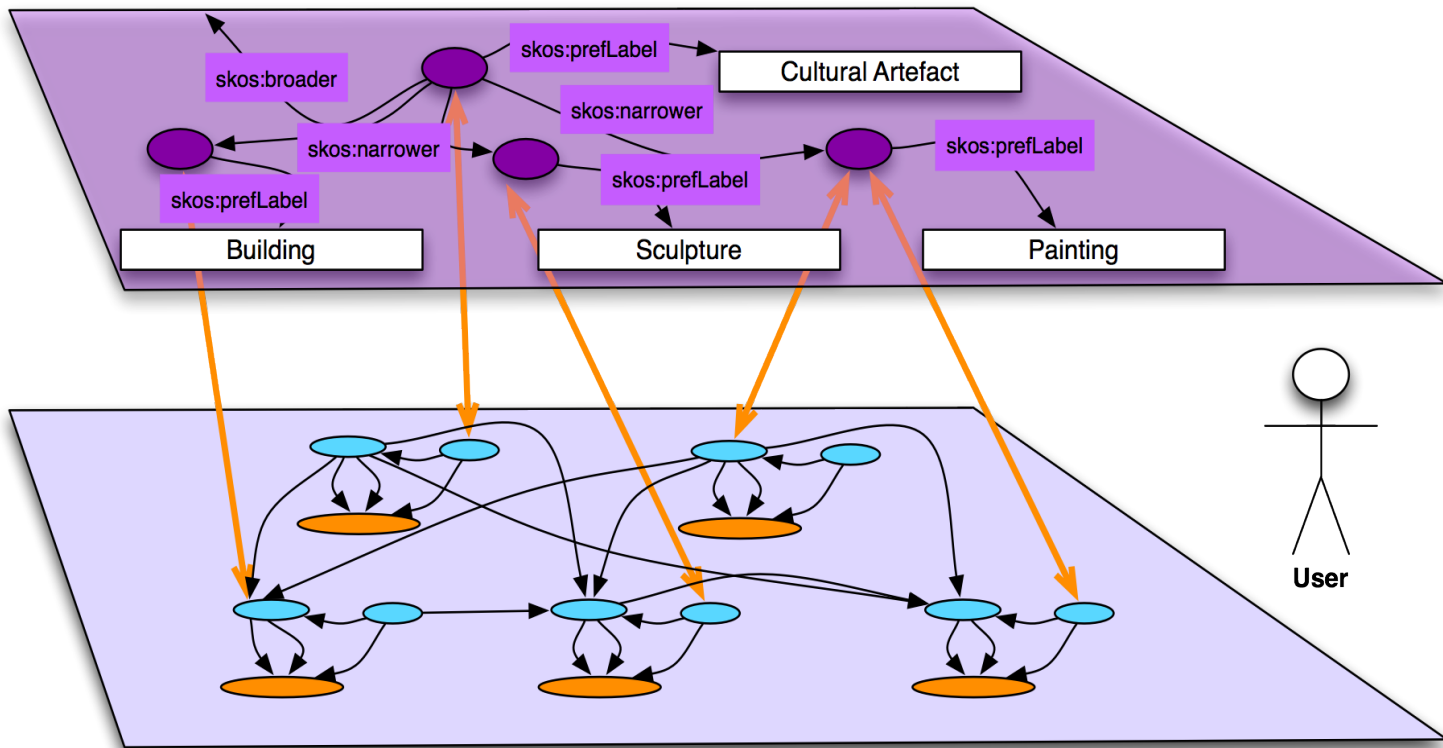 skos:prefLabel
Cultural Artefact
skos:broader
skos:narrower
skos:narrower
skos:prefLabel
skos:prefLabel
skos:prefLabel
Building
Sculpture
Painting
User